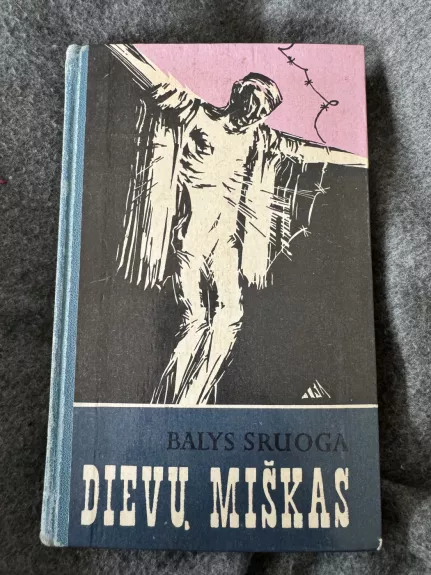 BALYS SRUOGA
DIEVŲ MIŠKAS